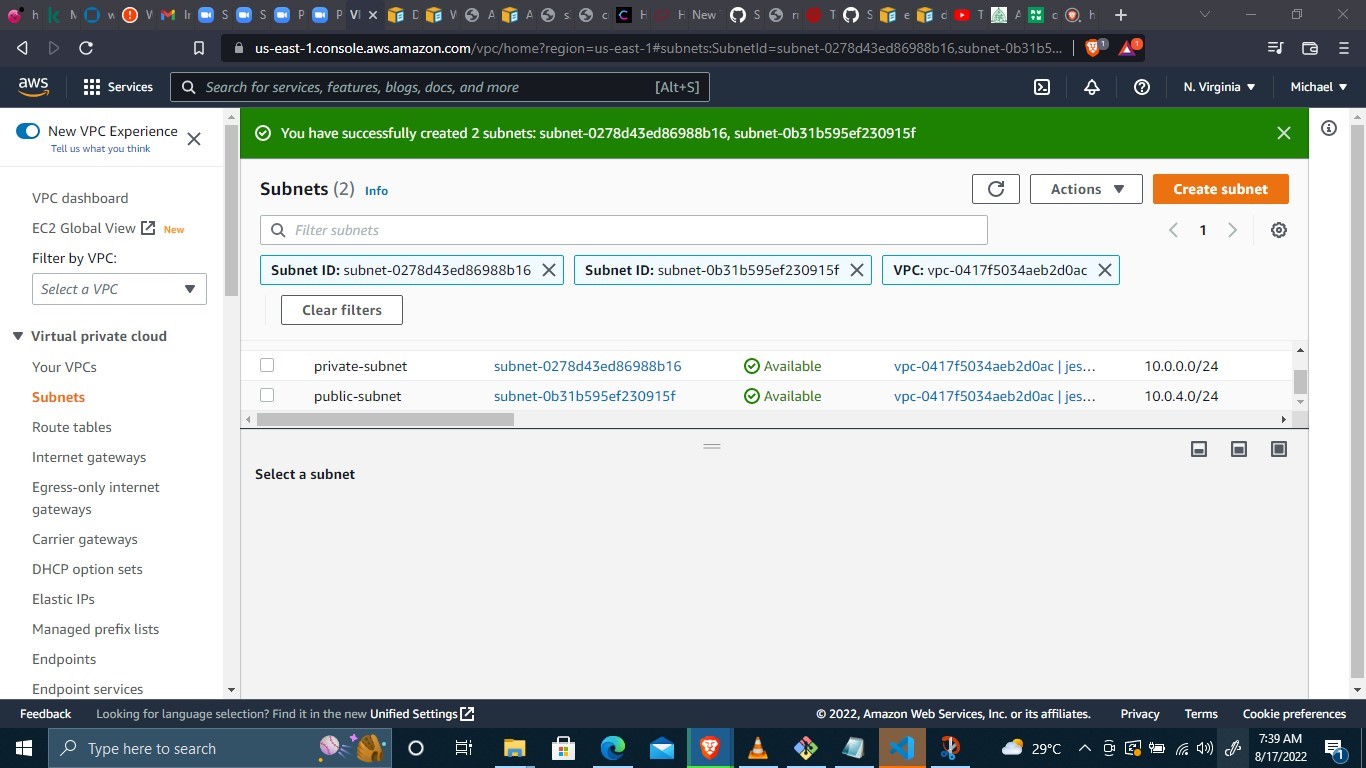 us-east-1.console.aws.amazon.com/vpc/home?region=us-east-1#subnets:SubnetId=subnet-0278d43ed86988b16,subnet-0b31b5...
1
1
aws
Services
Search for services, features, blogs, docs, and more
[Alt+S]
N. Virginia
Michael
New VPC Experience
Tell us what you think
You have successfully created 2 subnets: subnet-0278d43ed86988b16, subnet-0b31b595ef230915f
Subnets (2) Info
Actions
Create subnet
Filter subnets
1
Subnet ID: subnet-0278d43ed86988b16
Subnet ID: subnet-0b31b595ef230915f
VPC: vpc-0417f5034aeb2d0ac
Clear filters
private-subnet subnet-0278d43ed86988b16 Available vpc-0417f5034aeb2d0ac | jes... 10.0.0.0/24
public-subnet subnet-0b31b595ef230915f Available vpc-0417f5034aeb2d0ac | jes... 10.0.4.0/24
Select a subnet
VPC dashboard
EC2 Global View New
Filter by VPC:
Select a VPC
Virtual private cloud
Your VPCs
Subnets
Route tables
Internet gateways
Egress-only internet
gateways
Carrier gateways
DHCP option sets
Elastic IPs
Managed prefix lists
Endpoints
Endpoint services
Feedback
Looking for language selection? Find it in the new Unified Settings
© 2022, Amazon Web Services, Inc. or its affiliates.
Privacy
Terms
Cookie preferences
Type here to search
29°C
7:39 AM
8/17/2022
1